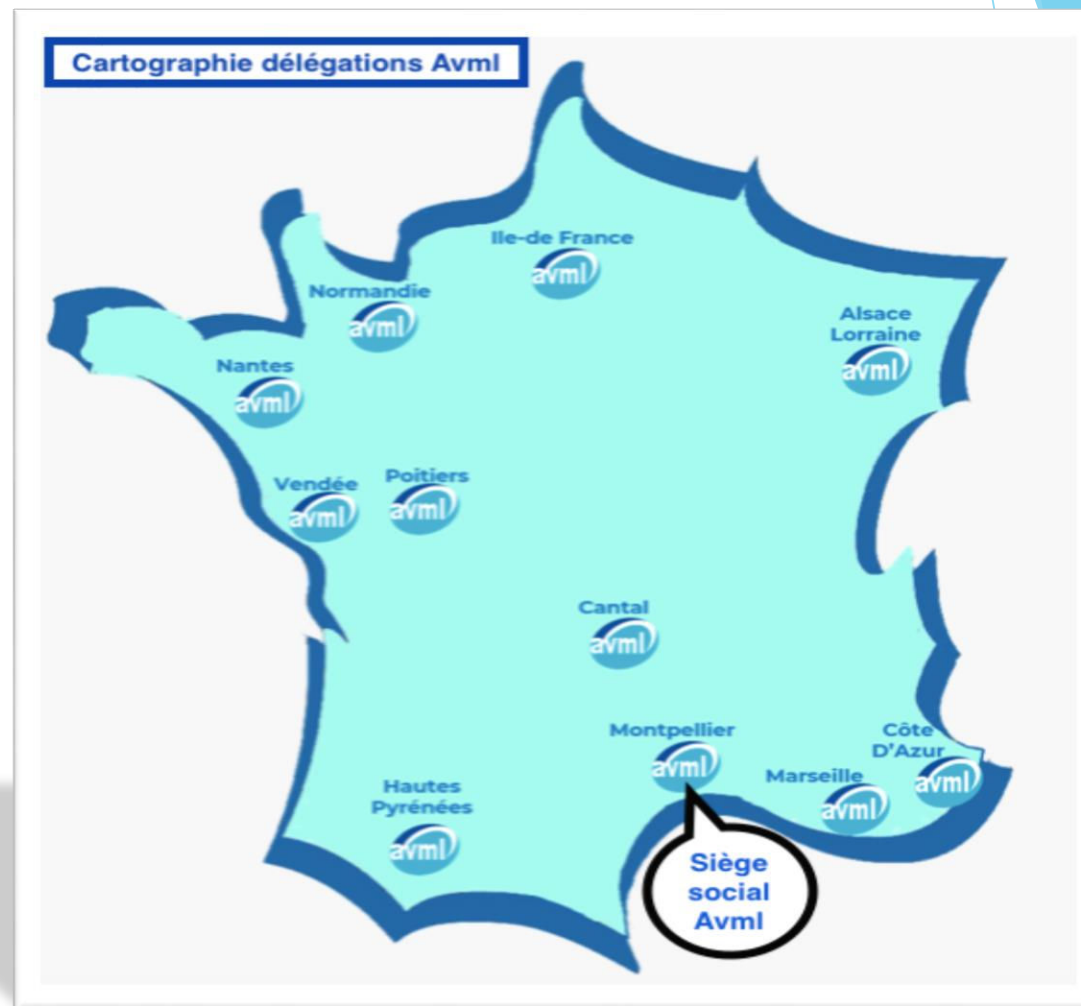 Cartographie délégations Avml
Ile-de France
avml
Normandie
avml
Alsace
Lorraine
avml
Nantes
avml
Vendée
avml
Poitiers
avml
Cantal
avml
Montpellier
avml
Côte
D'Azur
avml
Marseille
avml
Hautes
Pyrénées
avml
Siège
social
Avml